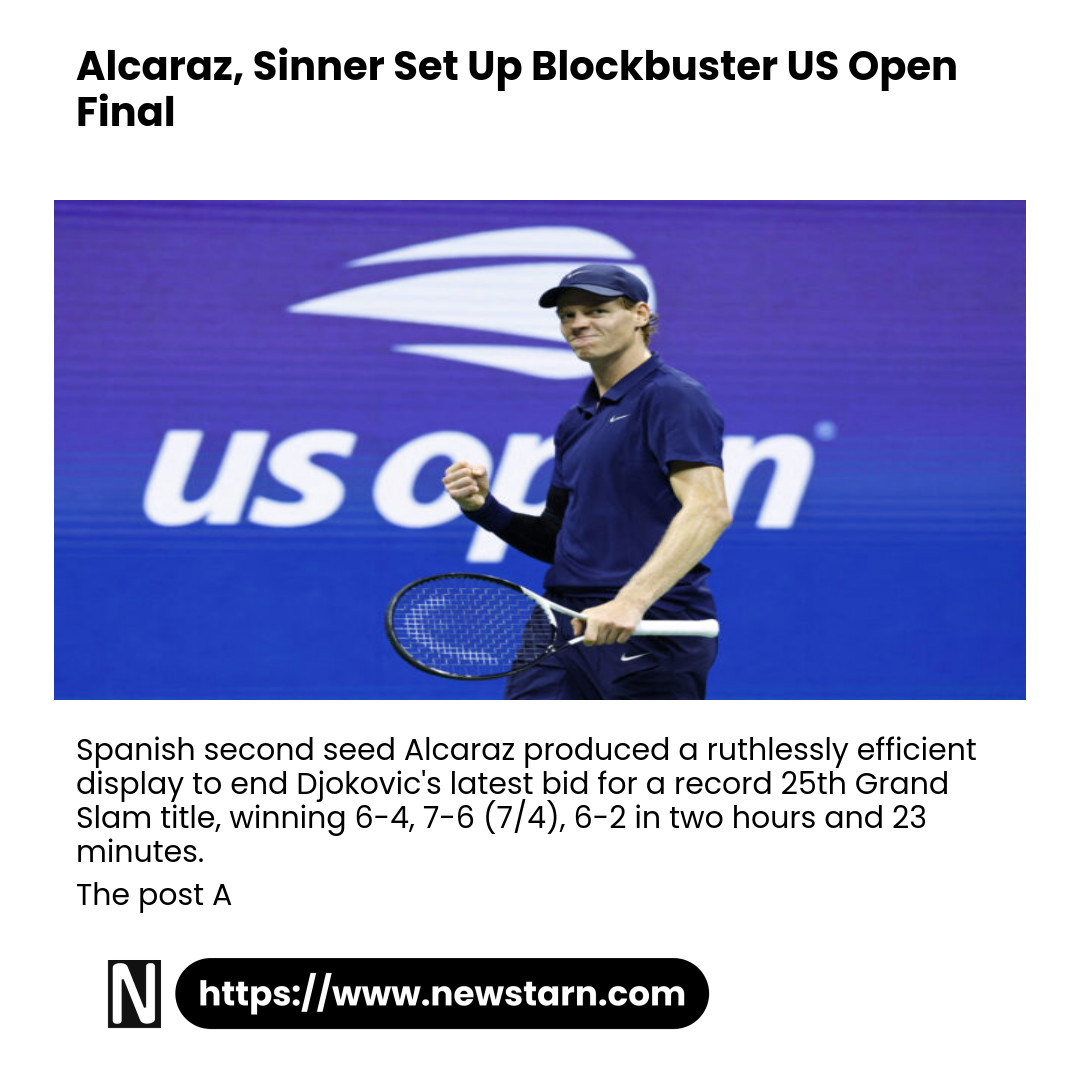 Alcaraz, Sinner Set Up Blockbuster US Open
Final
us open
Spanish second seed Alcaraz produced a ruthlessly efficient
display to end Djokovic's latest bid for a record 25th Grand
Slam title, winning 6-4, 7-6 (7/4), 6-2 in two hours and 23
minutes.
The post A
N https://www.newstarn.com